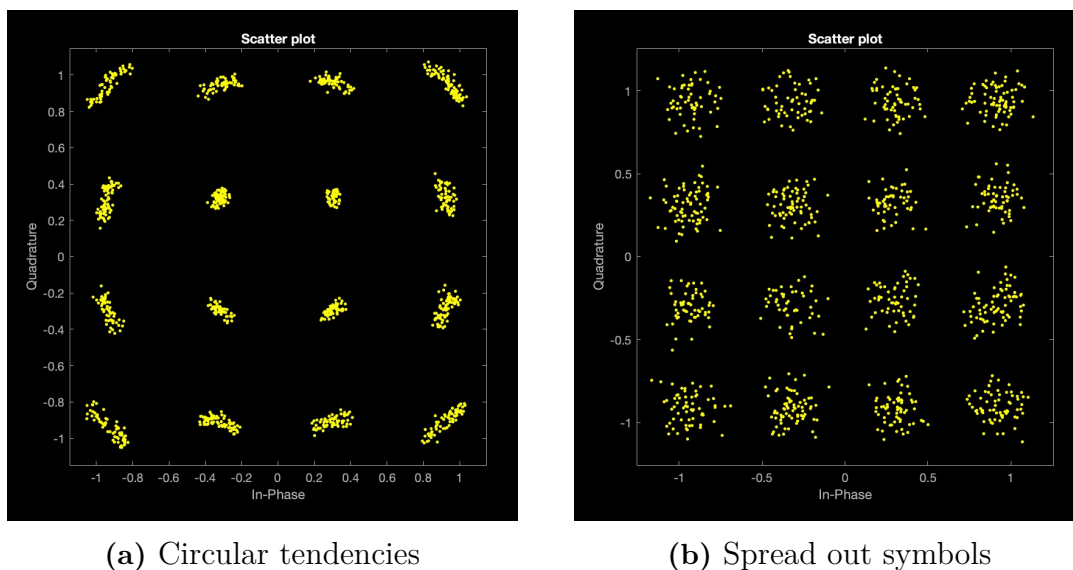 Scatter plot
1
0.8
0.6
0.4
0.2
0
-0.2
-0.4
-0.6
-0.8
-1
Quadrature
-1 -0.8 -0.6 -0.4 -0.2 0 0.2 0.4 0.6 0.8 1
In-Phase
(a) Circular tendencies
Scatter plot
1
0.5
0
-0.5
-1
Quadrature
-1 -0.5 0 0.5 1
In-Phase
(b) Spread out symbols